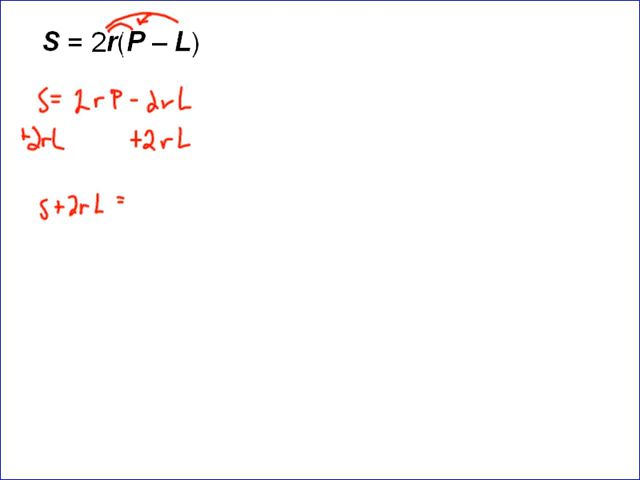 S = 2r(P – L)
S = 2rP - 2rL
+2rL +2rL
S + 2rL =